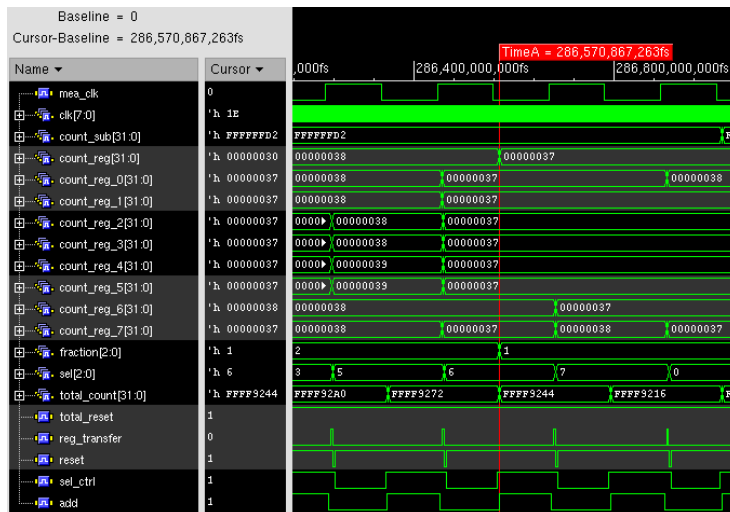 Baseline = 0
Cursor-Baseline = 286,570,867,263fs
TimeA = 286,570,867,263fs
Name Cursor ,000fs 286,400,000,000fs 286,800,000,000fs
mea_clk 0
clk[7:0] 'h 1E
count_sub[31:0] 'h FFFFFFD2 FFFFFFD2
count_reg[31:0] 'h 00000030 00000038 00000037
count_reg_0[31:0] 'h 00000037 00000038 00000037 00000038
count_reg_1[31:0] 'h 00000037 00000038 00000037
count_reg_2[31:0] 'h 00000037 0000 00000038 00000037
count_reg_3[31:0] 'h 00000037 0000 00000038 00000037
count_reg_4[31:0] 'h 00000037 0000 00000039 00000037
count_reg_5[31:0] 'h 00000037 0000 00000039 00000037
count_reg_6[31:0] 'h 00000038 00000038 00000037
count_reg_7[31:0] 'h 00000037 00000038 00000037 00000038 00000037
fraction[2:0] 'h 1 2 1
sel[2:0] 'h 6 3 5 6 7 0
total_count[31:0] 'h FFFF9244 FFFF92A0 FFFF9272 FFFF9244 FFFF9216
total_reset 1
reg_transfer 0
reset 1
sel_ctrl 1
add 1